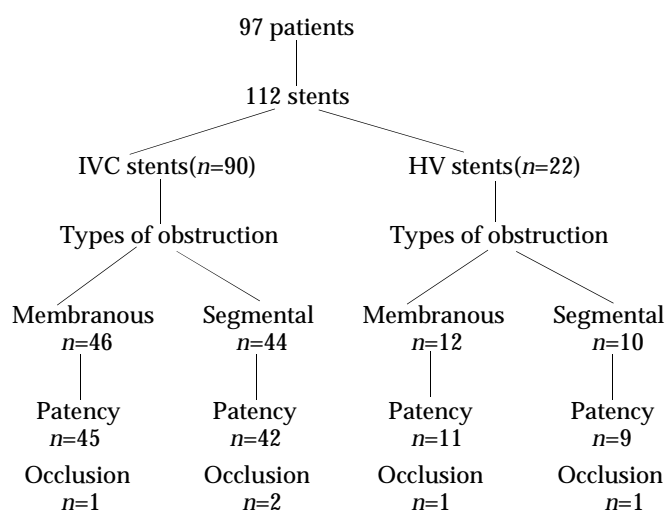 97 patients
112 stents
IVC stents(n=90) HV stents(n=22)
Types of obstruction Types of obstruction
Membranous Segmental Membranous Segmental
n=46 n=44 n=12 n=10
Patency Patency Patency Patency
n=45 n=42 n=11 n=9
Occlusion Occlusion Occlusion Occlusion
n=1 n=2 n=1 n=1